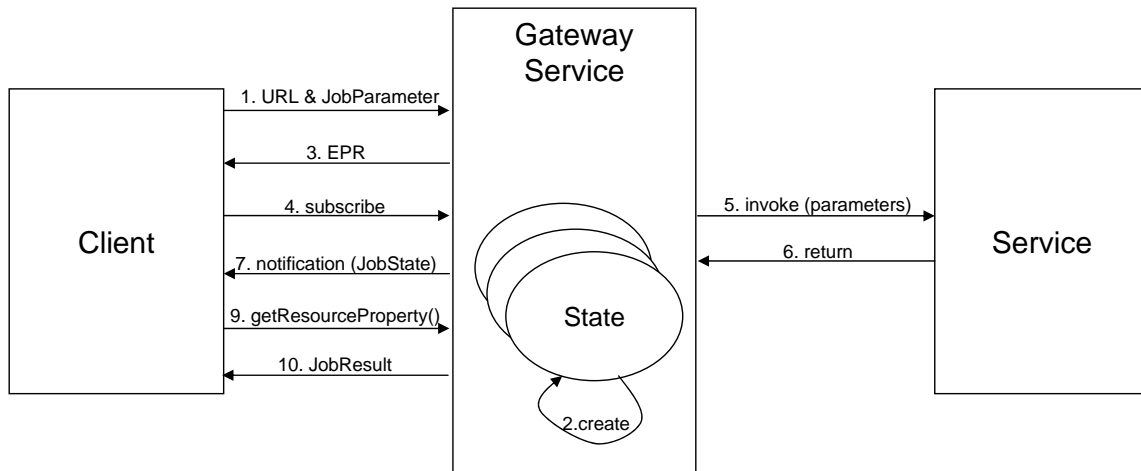 Gateway
Service
1. URL & JobParameter
3. EPR
4. subscribe
5. invoke (parameters)
Client
Service
6. return
7. notification (JobState)
9. getResourceProperty()
State
10. JobResult
2.create